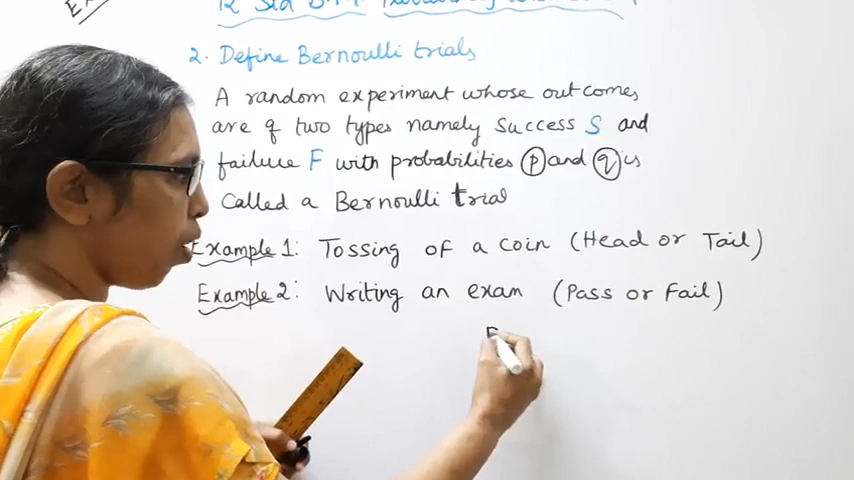 2. Define Bernoulli trials
A random experiment whose outcomes
are of two types namely Success S and
failure F with probabilities p and q is
Called a Bernoulli trial
Example 1: Tossing of a coin (Head or Tail)
Example 2: Writing an exam (Pass or Fail)